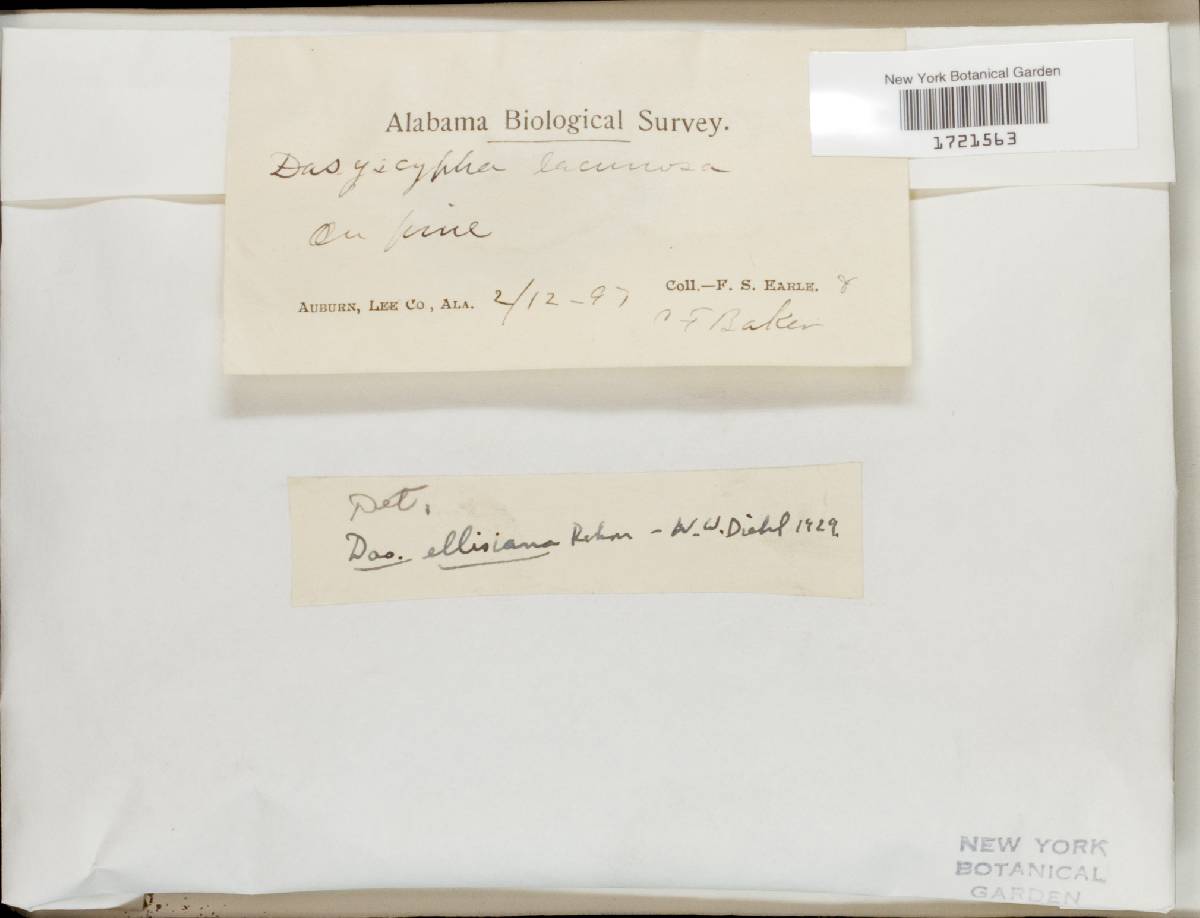 New York Botanical Garden
1721563
Alabama Biological Survey.
Dasyscypha lacunosa
on pine
AUBURN, LEE CO, ALA. 2/12-97
Coll.—F. S. EARLE. &
C F Baker
Det.
Das. ellisiana Rehm - W. W. Diehl 1929.
NEW YORK
BOTANICAL
GARDEN